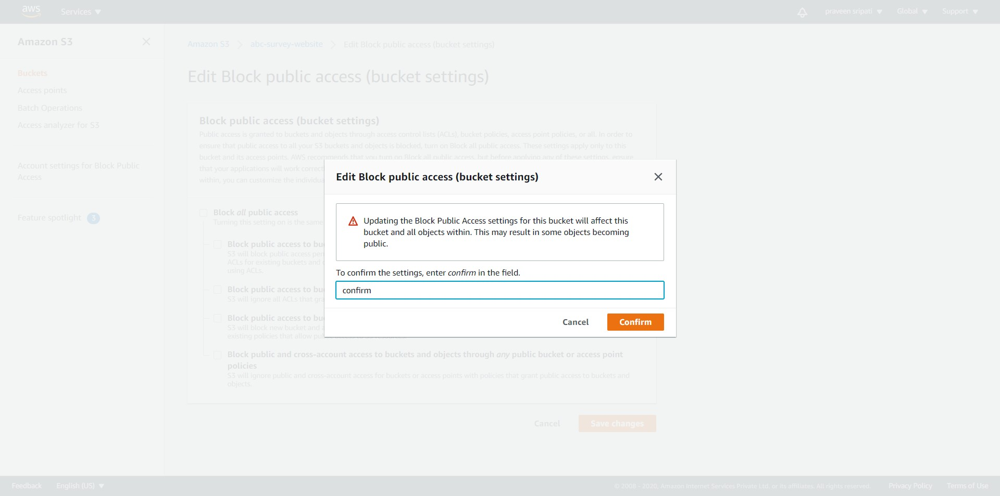 aws
Services
praveen sripati
Global
Support
Amazon S3
Buckets
Access points
Batch Operations
Access analyzer for S3
Account settings for Block Public
Access
Feature spotlight 3
Amazon S3
abc-survey-website
Edit Block public access (bucket settings)
Edit Block public access (bucket settings)
Block public access (bucket settings)
Public access is granted to buckets and objects through access control lists (ACLs), bucket policies, access point policies, or all. In order to
ensure that public access to all your S3 buckets and objects is blocked, turn on Block all public access. These settings apply only to this
bucket and its access points. AWS recommends that you turn on Block all public access, but before applying any of these settings, ensure
that your applications will work correct
within, you can customize the individua
Block all public access
Turning this setting on is the same
Block public access to bu
S3 will block public access per
ACLs for existing buckets and
using ACLs.
Block public access to bu
S3 will ignore all ACLs that gra
Block public access to bu
S3 will block new bucket and a
existing policies that allow public access to S3 resources.
Block public and cross-account access to buckets and objects through any public bucket or access point
policies
S3 will ignore public and cross-account access for buckets or access points with policies that grant public access to buckets and
objects.
Cancel
Save changes
Edit Block public access (bucket settings)
Updating the Block Public Access settings for this bucket will affect this
bucket and all objects within. This may result in some objects becoming
public.
To confirm the settings, enter confirm in the field.
confirm
Cancel
Confirm
Feedback
English (US)
© 2008 - 2020, Amazon Internet Services Private Ltd. or its affiliates. All rights reserved.
Privacy Policy
Terms of Use